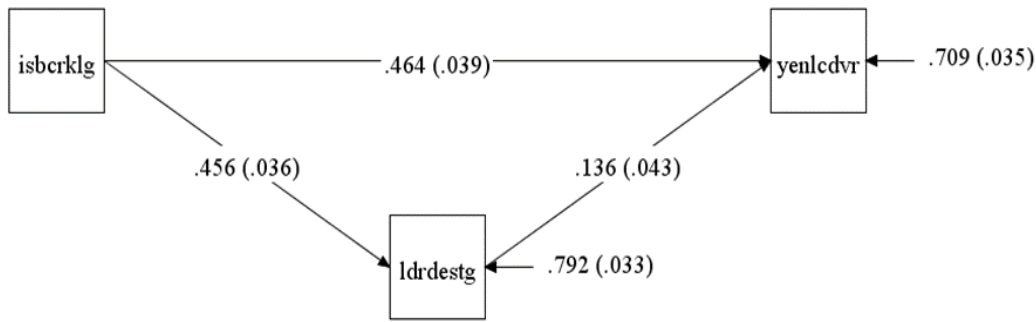 isbcrklg
.464 (.039)
yenlcdvr
.709 (.035)
.456 (.036)
.136 (.043)
ldrdestg
.792 (.033)